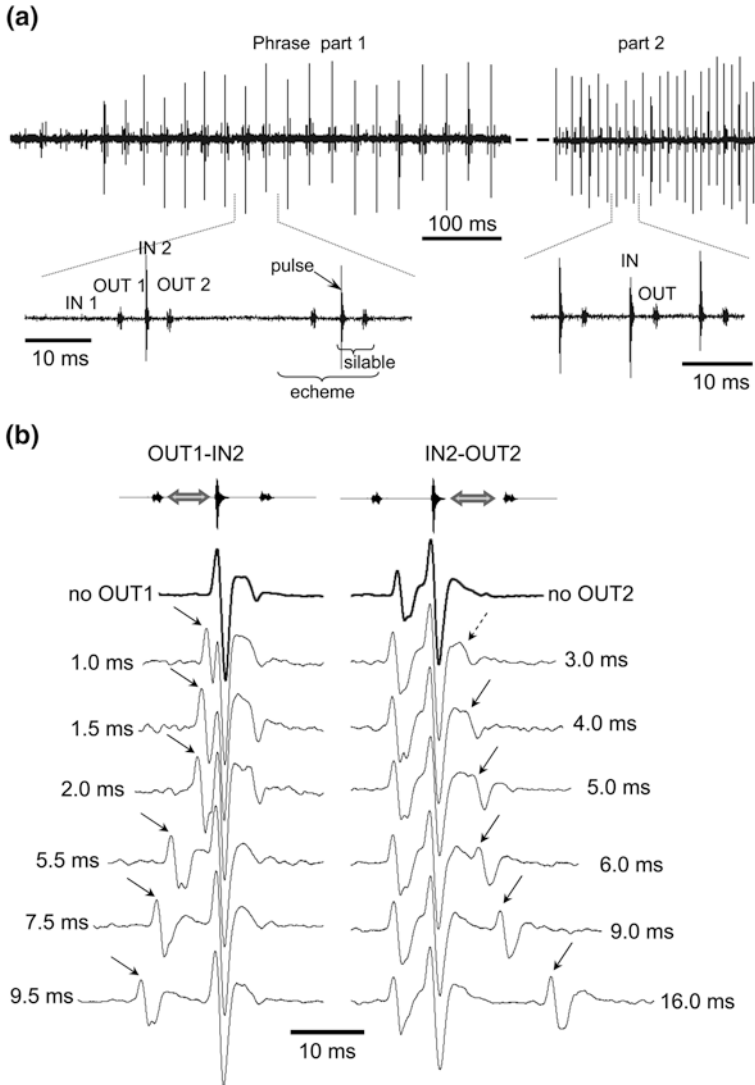 (a)
Phrase part 1
part 2
100 ms
IN 2
OUT 1 OUT 2
IN 1
pulse
IN
OUT
10 ms
silable
echeme
10 ms
(b)
OUT1-IN2
IN2-OUT2
no OUT1
no OUT2
1.0 ms
3.0 ms
1.5 ms
4.0 ms
2.0 ms
5.0 ms
5.5 ms
6.0 ms
7.5 ms
9.0 ms
9.5 ms
16.0 ms
10 ms